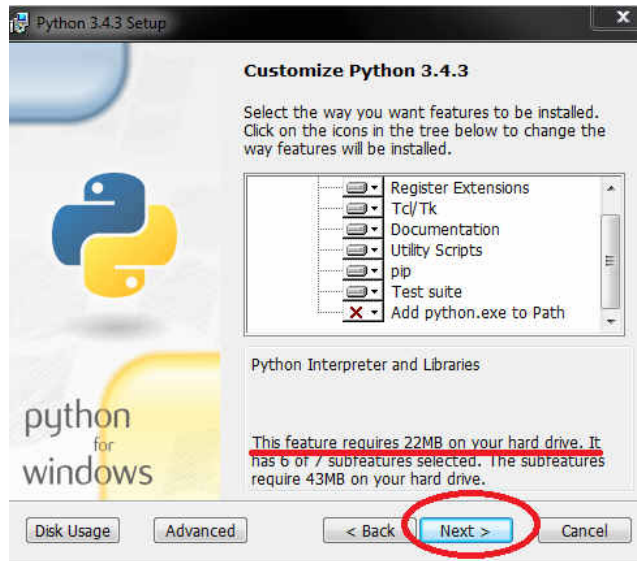 Python 3.4.3 Setup
Customize Python 3.4.3
Select the way you want features to be installed.
Click on the icons in the tree below to change the
way features will be installed.
Register Extensions
Tcl/Tk
Documentation
Utility Scripts
pip
Test suite
Add python.exe to Path
Python Interpreter and Libraries
This feature requires 22MB on your hard drive. It
has 6 of 7 subfeatures selected. The subfeatures
require 43MB on your hard drive.
python
for
windows
Disk Usage Advanced < Back Next > Cancel